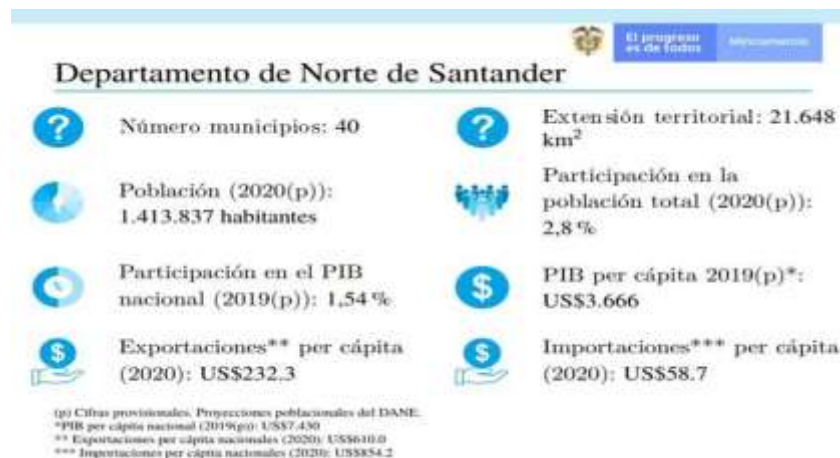 El progreso
es de todos
Mincomercio
Departamento de Norte de Santander
Número municipios: 40
Extensión territorial: 21.648
km²
Población (2020(p)):
1.413.837 habitantes
Participación en la
población total (2020(p)):
2,8 %
Participación en el PIB
nacional (2019(p)): 1,54 %
PIB per cápita 2019(p)*:
US$3.666
Exportaciones** per cápita
(2020): US$232.3
Importaciones*** per cápita
(2020): US$58.7
(p) Cifras provisionales. Proyecciones poblacionales del DANE.
*PIB per cápita nacional (2019(p)): US$7.430
** Exportaciones per cápita nacionales (2020): US$610.0
*** Importaciones per cápita nacionales (2020): US$854.2